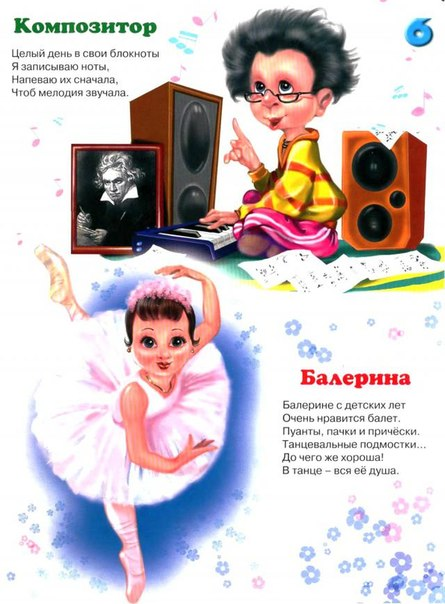 Композитор
6
Целый день в свои блокноты
Я записываю ноты,
Напеваю их сначала,
Чтоб мелодия звучала.
Балерина
Балерине с детских лет
Очень нравится балет.
Пуанты, пачки и причёски.
Танцевальные подмостки...
До чего же хороша!
В танце – вся её душа.